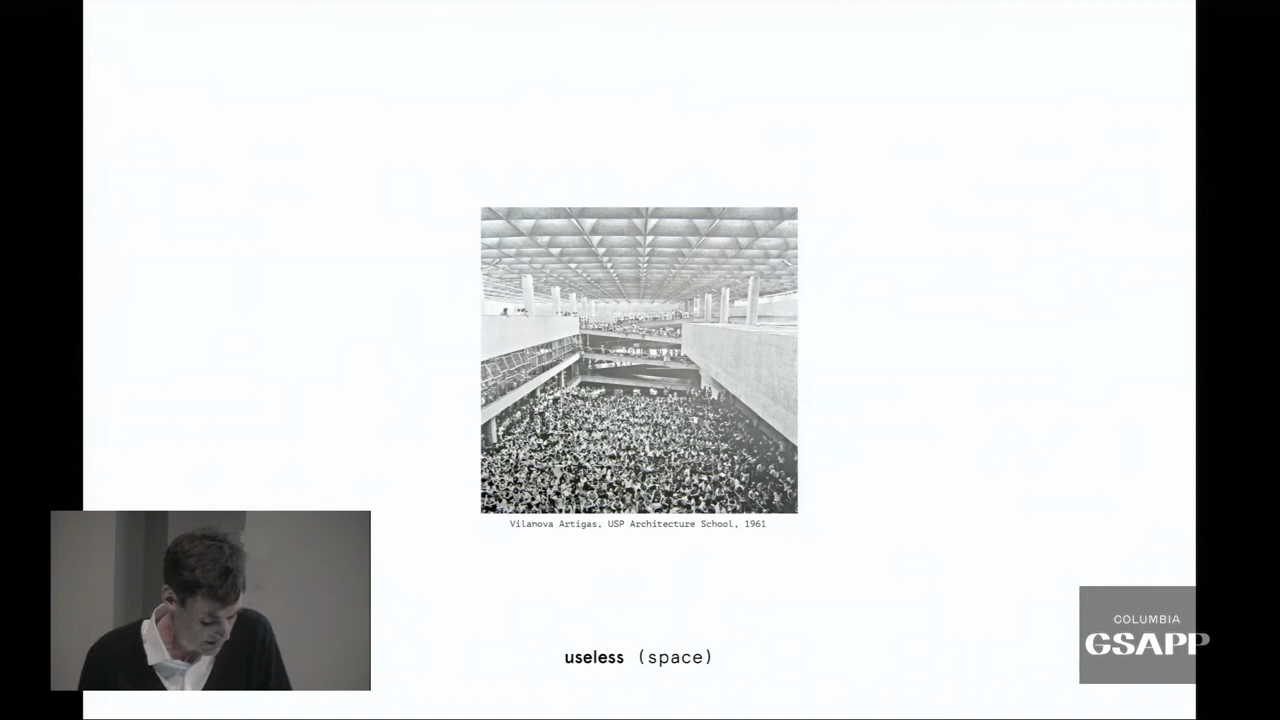 Vilanova Artigas, USP Architecture School, 1961
useless (space)
COLUMBIA
GSAPP